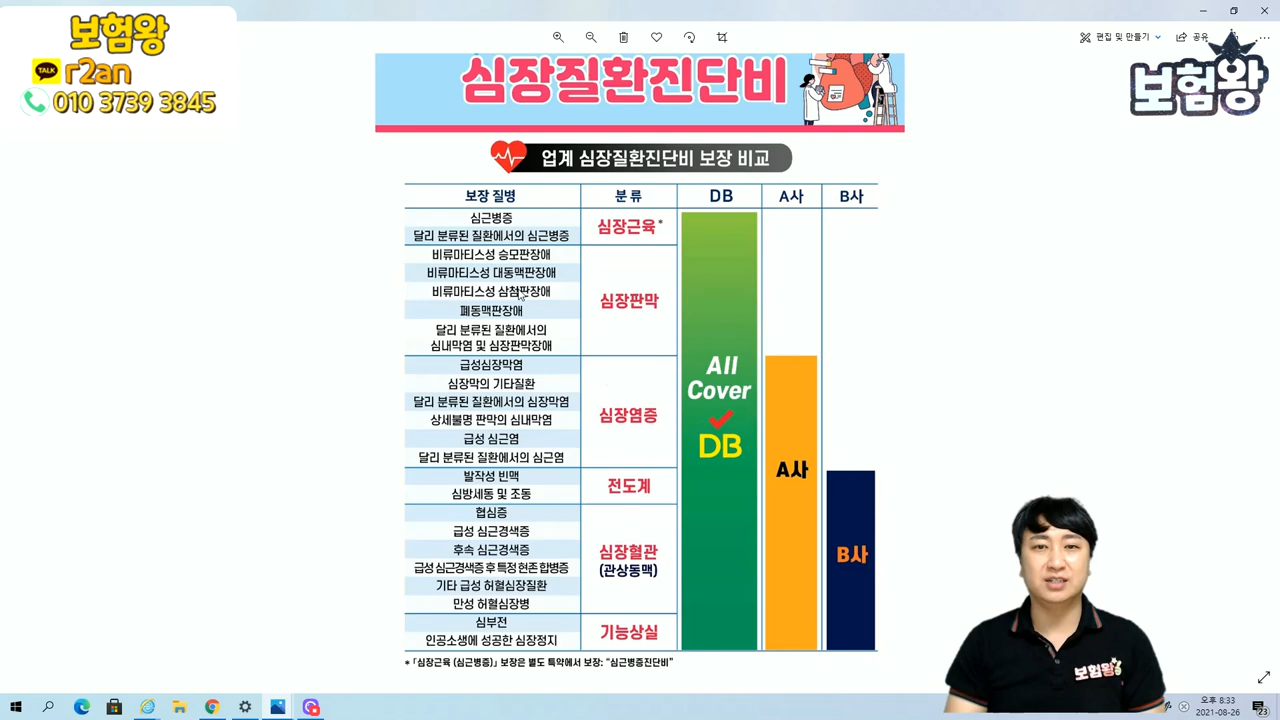 보험왕
TALK r2an
010 3739 3845
편집 및 만들기
공유
보험왕
심장질환진단비
업계 심장질환진단비 보장 비교
보장 질병 분류 DB A사 B사
심근병증
달리 분류된 질환에서의 심근병증
심장근육*
비류마티스성 승모판장애
비류마티스성 대동맥판장애
비류마티스성 삼첨판장애
폐동맥판장애
달리 분류된 질환에서의
심내막염 및 심장판막장애
심장판막
급성심장막염
심장막의 기타질환
달리 분류된 질환에서의 심장막염
상세불명 판막의 심내막염
급성 심근염
달리 분류된 질환에서의 심근염
심장염증
발작성 빈맥
심방세동 및 조동
전도계
협심증
급성 심근경색증
후속 심근경색증
급성 심근경색증 후 특정 현존 합병증
기타 급성 허혈심장질환
만성 허혈심장병
심장혈관
(관상동맥)
심부전
인공소생에 성공한 심장정지
기능상실
All
Cover
DB
A사
B사
* 「심장근육 (심근병증)」 보장은 별도 특약에서 보장: "심근병증진단비"
보험왕
오후 8:33
2021-08-26
23